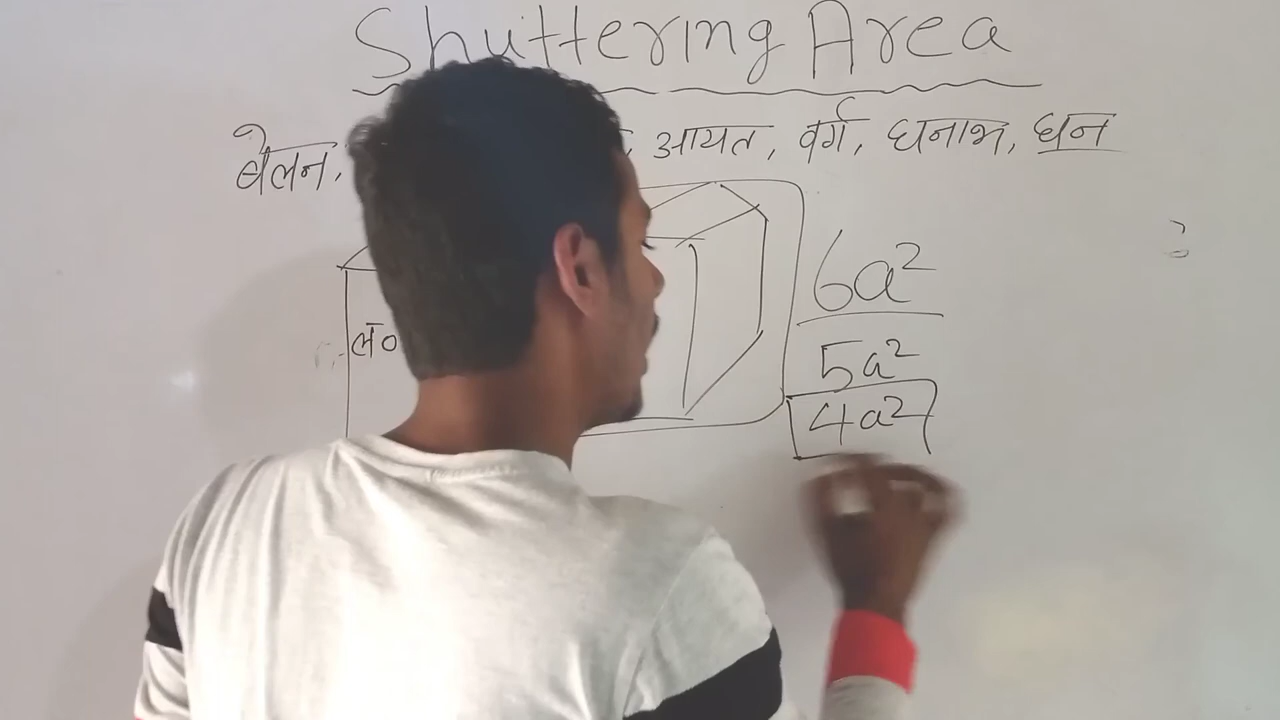 Shuttering Area
बेलन, आयत, वर्ग, घनाभ, घन
6a²
5a²
ल०
4a²